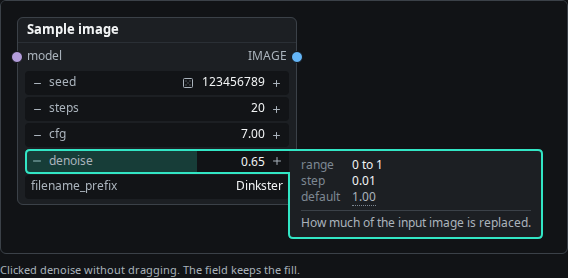 Sample image
model IMAGE
− seed 123456789 +
− steps 20 +
− cfg 7.00 +
− denoise 0.65 +
range 0 to 1
step 0.01
default 1.00
How much of the input image is replaced.
filename_prefix Dinkster
Clicked denoise without dragging. The field keeps the fill.